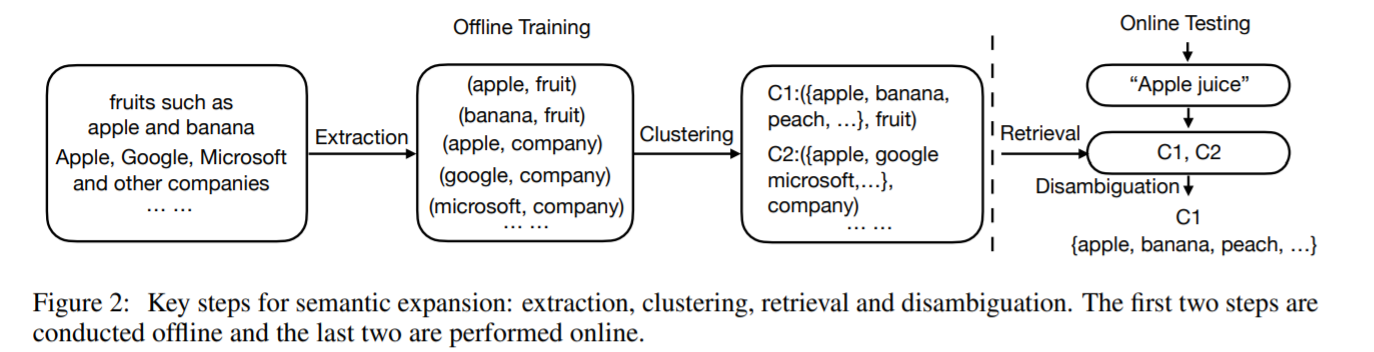 Offline Training
Online Testing
fruits such as
apple and banana
Apple, Google, Microsoft
and other companies
... ...
Extraction
(apple, fruit)
(banana, fruit)
(apple, company)
(google, company)
(microsoft, company)
... ...
Clustering
C1:({apple, banana,
peach, ...}, fruit)
C2:({apple, google
microsoft,...},
company)
... ...
Retrieval
“Apple juice”
C1, C2
Disambiguation
C1
{apple, banana, peach, ...}
Figure 2: Key steps for semantic expansion: extraction, clustering, retrieval and disambiguation. The first two steps are
conducted offline and the last two are performed online.